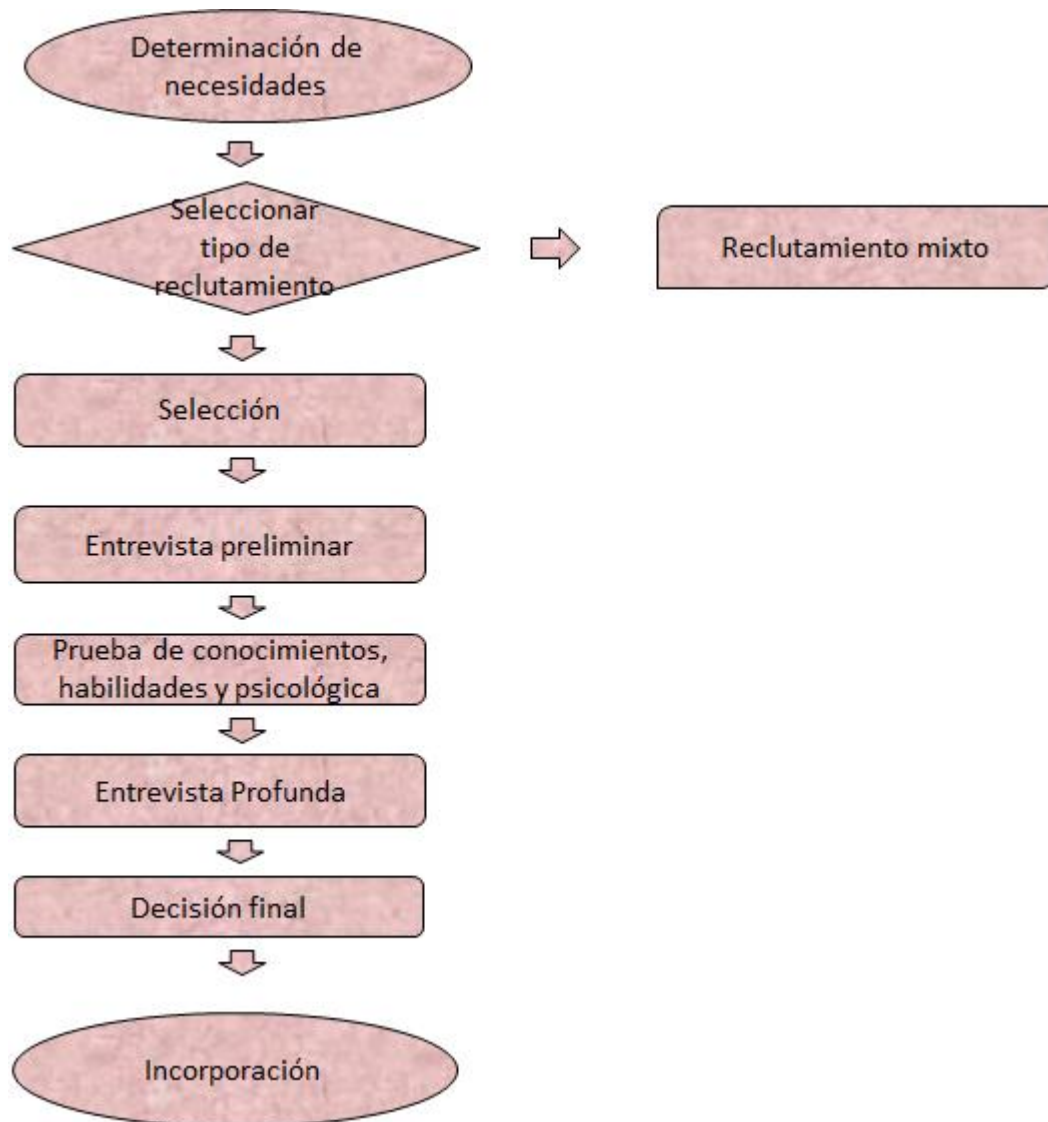 Determinación de
necesidades
Seleccionar
tipo de
reclutamiento
Reclutamiento mixto
Selección
Entrevista preliminar
Prueba de conocimientos,
habilidades y psicológica
Entrevista Profunda
Decisión final
Incorporación